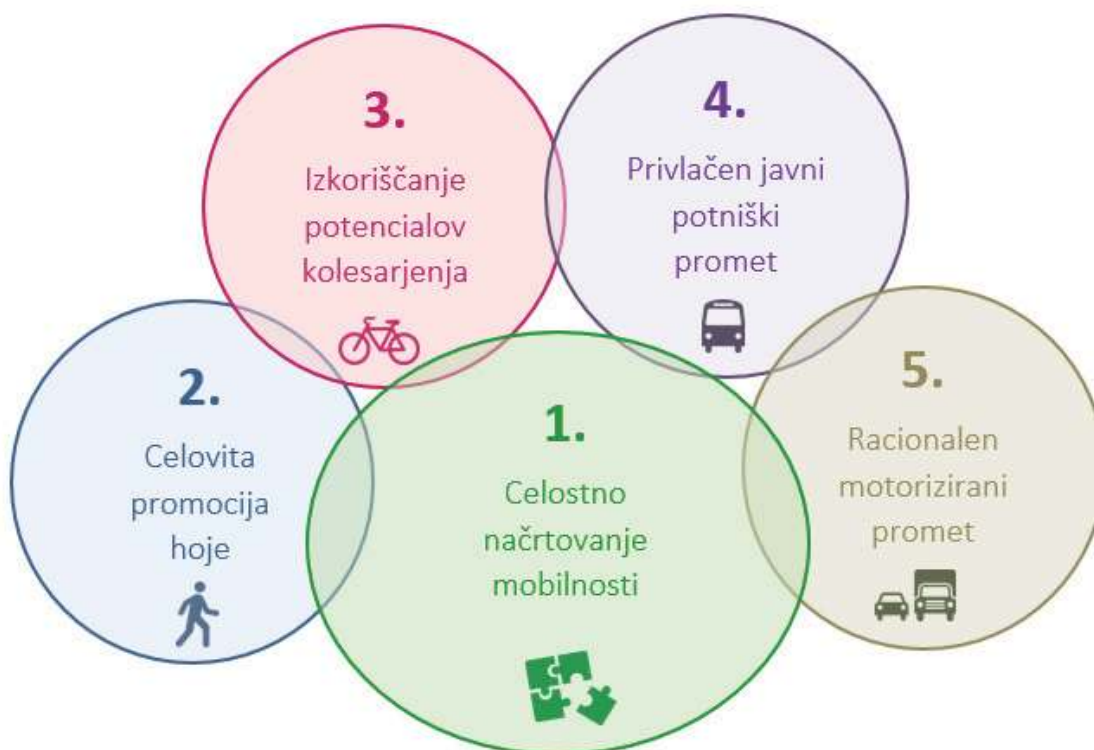 1.
Celostno
načrtovanje
mobilnosti
2.
Celovita
promocija
hoje
3.
Izkoriščanje
potencialov
kolesarjenja
4.
Privlačen javni
potniški
promet
5.
Racionalen
motorizirani
promet